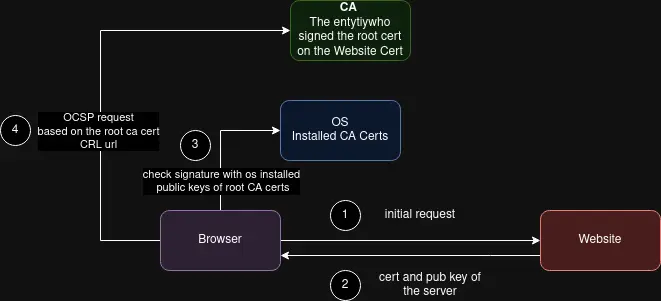 CA
The entytiywho
signed the root cert
on the Website Cert
4
OCSP request
based on the root ca cert
CRL url
3
OS
Installed CA Certs
check signature with os installed
public keys of root CA certs
1
initial request
Browser
Website
2
cert and pub key of
the server